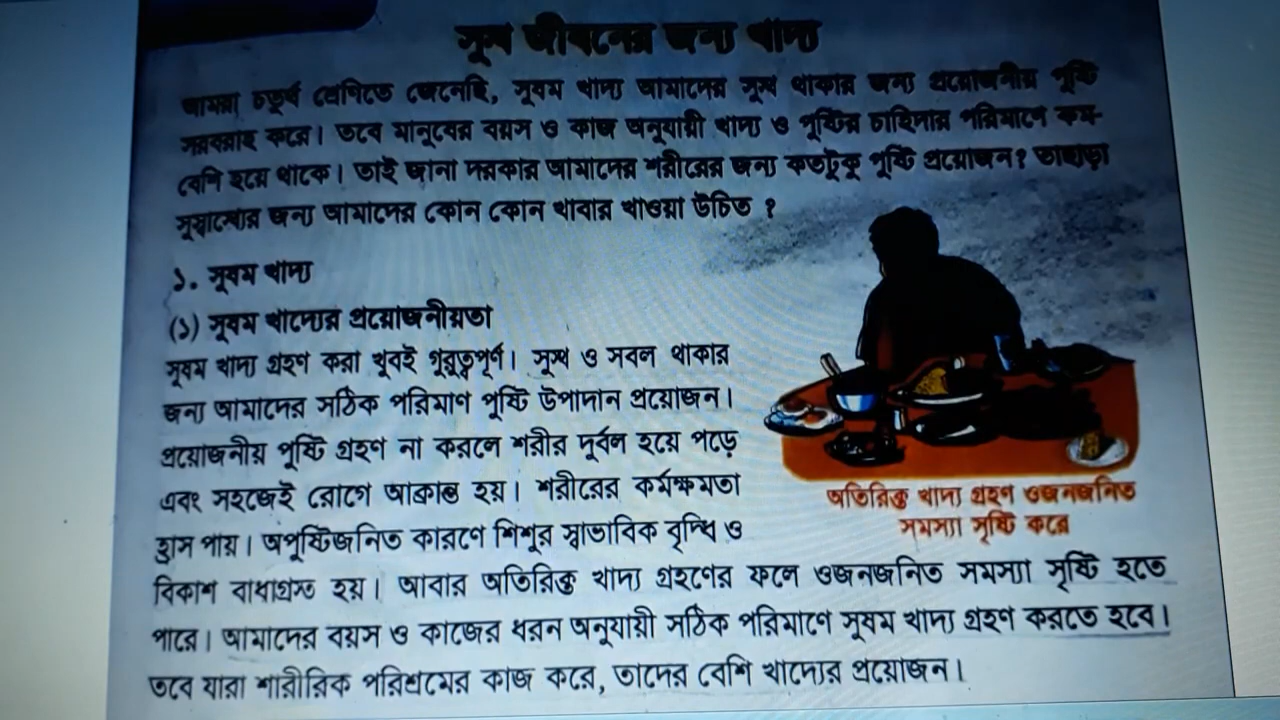 সুস্থ জীবনের জন্য খাদ্য
আমরা চতুর্থ শ্রেণিতে জেনেছি, সুষম খাদ্য আমাদের সুস্থ থাকার জন্য প্রয়োজনীয় পুষ্টি
সরবরাহ করে। তবে মানুষের বয়স ও কাজ অনুযায়ী খাদ্য ও পুষ্টির চাহিদার পরিমাণে কম-
বেশি হয়ে থাকে। তাই জানা দরকার আমাদের শরীরের জন্য কতটুকু পুষ্টি প্রয়োজন? তাছাড়া
সুস্বাস্থ্যের জন্য আমাদের কোন কোন খাবার খাওয়া উচিত ?
১. সুষম খাদ্য
(১) সুষম খাদ্যের প্রয়োজনীয়তা
সুষম খাদ্য গ্রহণ করা খুবই গুরুত্বপূর্ণ। সুস্থ ও সবল থাকার
জন্য আমাদের সঠিক পরিমাণ পুষ্টি উপাদান প্রয়োজন।
প্রয়োজনীয় পুষ্টি গ্রহণ না করলে শরীর দুর্বল হয়ে পড়ে
এবং সহজেই রোগে আক্রান্ত হয়। শরীরের কর্মক্ষমতা
হ্রাস পায়। অপুষ্টিজনিত কারণে শিশুর স্বাভাবিক বৃদ্ধি ও
বিকাশ বাধাগ্রস্ত হয়। আবার অতিরিক্ত খাদ্য গ্রহণের ফলে ওজনজনিত সমস্যা সৃষ্টি হতে
পারে। আমাদের বয়স ও কাজের ধরন অনুযায়ী সঠিক পরিমাণে সুষম খাদ্য গ্রহণ করতে হবে।
তবে যারা শারীরিক পরিশ্রমের কাজ করে, তাদের বেশি খাদ্যের প্রয়োজন।
অতিরিক্ত খাদ্য গ্রহণ ওজনজনিত
সমস্যা সৃষ্টি করে